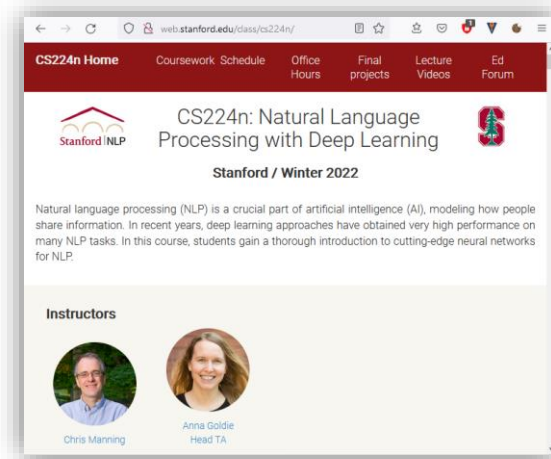 web.stanford.edu/class/cs224n/
CS224n Home
Coursework
Schedule
Office
Hours
Final
projects
Lecture
Videos
Ed
Forum
Stanford NLP
CS224n: Natural Language
Processing with Deep Learning
S
Stanford / Winter 2022
Natural language processing (NLP) is a crucial part of artificial intelligence (AI), modeling how people
share information. In recent years, deep learning approaches have obtained very high performance on
many NLP tasks. In this course, students gain a thorough introduction to cutting-edge neural networks
for NLP.
Instructors
Chris Manning
Anna Goldie
Head TA